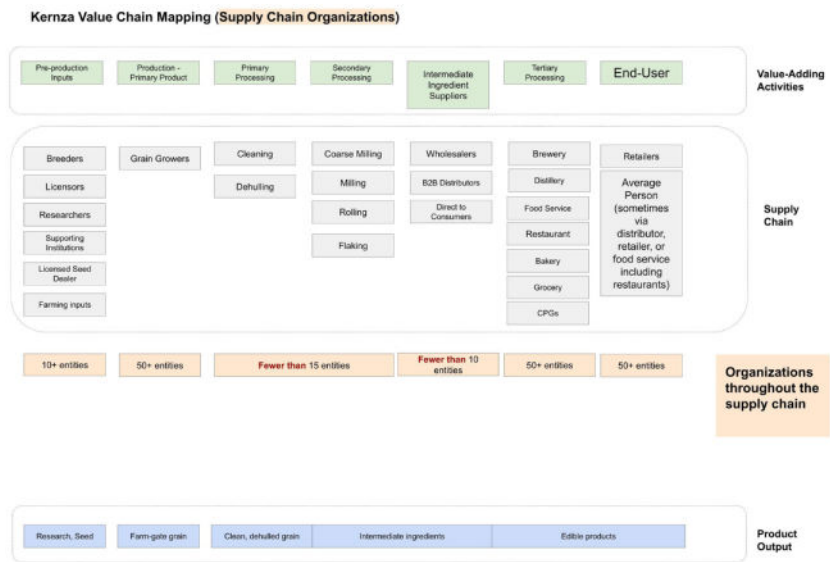 Kernza Value Chain Mapping (Supply Chain Organizations)
Pre-production
Inputs
Production -
Primary Product
Primary
Processing
Secondary
Processing
Intermediate
Ingredient
Suppliers
Tertiary
Processing
End-User
Value-Adding
Activities
Breeders
Licensors
Researchers
Supporting
Institutions
Licensed Seed
Dealer
Farming inputs
Grain Growers
Cleaning
Dehulling
Coarse Milling
Milling
Rolling
Flaking
Wholesalers
B2B Distributors
Direct to
Consumers
Brewery
Distillery
Food Service
Restaurant
Bakery
Grocery
CPGs
Retailers
Average
Person
(sometimes
via
distributor,
retailer, or
food service
including
restaurants)
Supply
Chain
10+ entities
50+ entities
Fewer than 15 entities
Fewer than 10
entities
50+ entities
50+ entities
Organizations
throughout the
supply chain
Research, Seed
Farm-gate grain
Clean, dehulled grain
Intermediate ingredients
Edible products
Product
Output